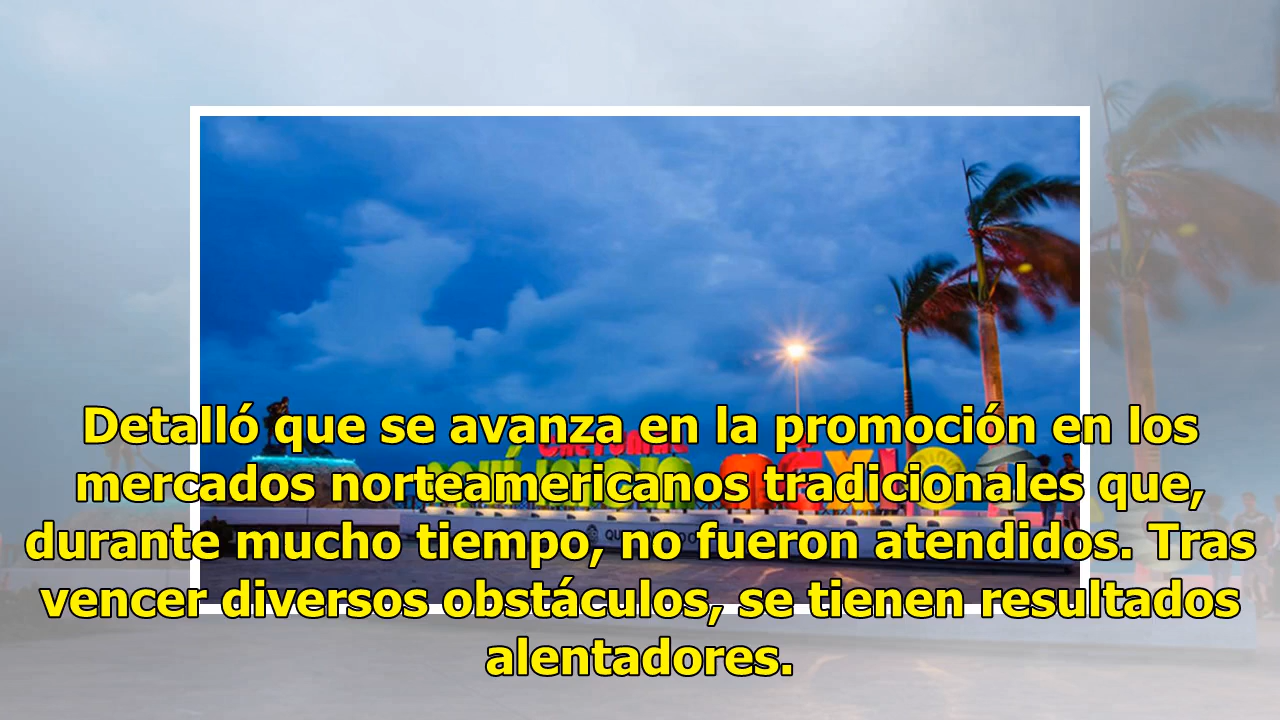 Detalló que se avanza en la promoción en los
mercados norteamericanos tradicionales que,
durante mucho tiempo, no fueron atendidos. Tras
vencer diversos obstáculos, se tienen resultados
alentadores.